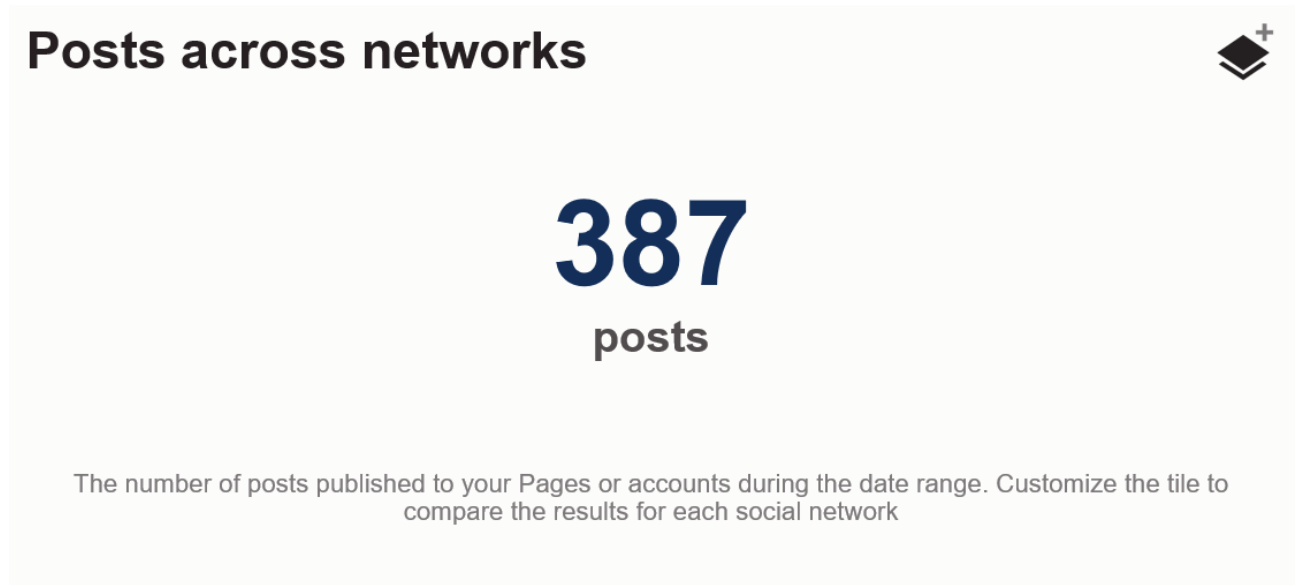 Posts across networks
387
posts
The number of posts published to your Pages or accounts during the date range. Customize the tile to
compare the results for each social network